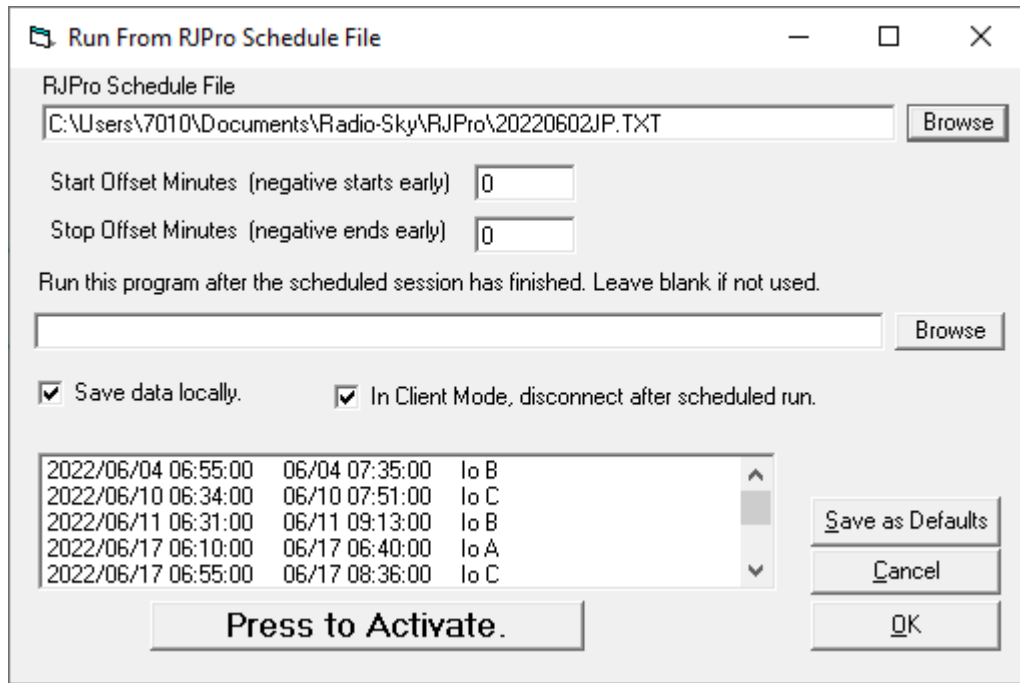 Run From RJPro Schedule File
RJPro Schedule File
C:\Users\7010\Documents\Radio-Sky\RJPro\20220602JP.TXT Browse
Start Offset Minutes (negative starts early) 0
Stop Offset Minutes (negative ends early) 0
Run this program after the scheduled session has finished. Leave blank if not used.
Browse
Save data locally. In Client Mode, disconnect after scheduled run.
2022/06/04 06:55:00 06/04 07:35:00 Io B
2022/06/10 06:34:00 06/10 07:51:00 Io C
2022/06/11 06:31:00 06/11 09:13:00 Io B
2022/06/17 06:10:00 06/17 06:40:00 Io A
2022/06/17 06:55:00 06/17 08:36:00 Io C
Save as Defaults
Cancel
Press to Activate. OK